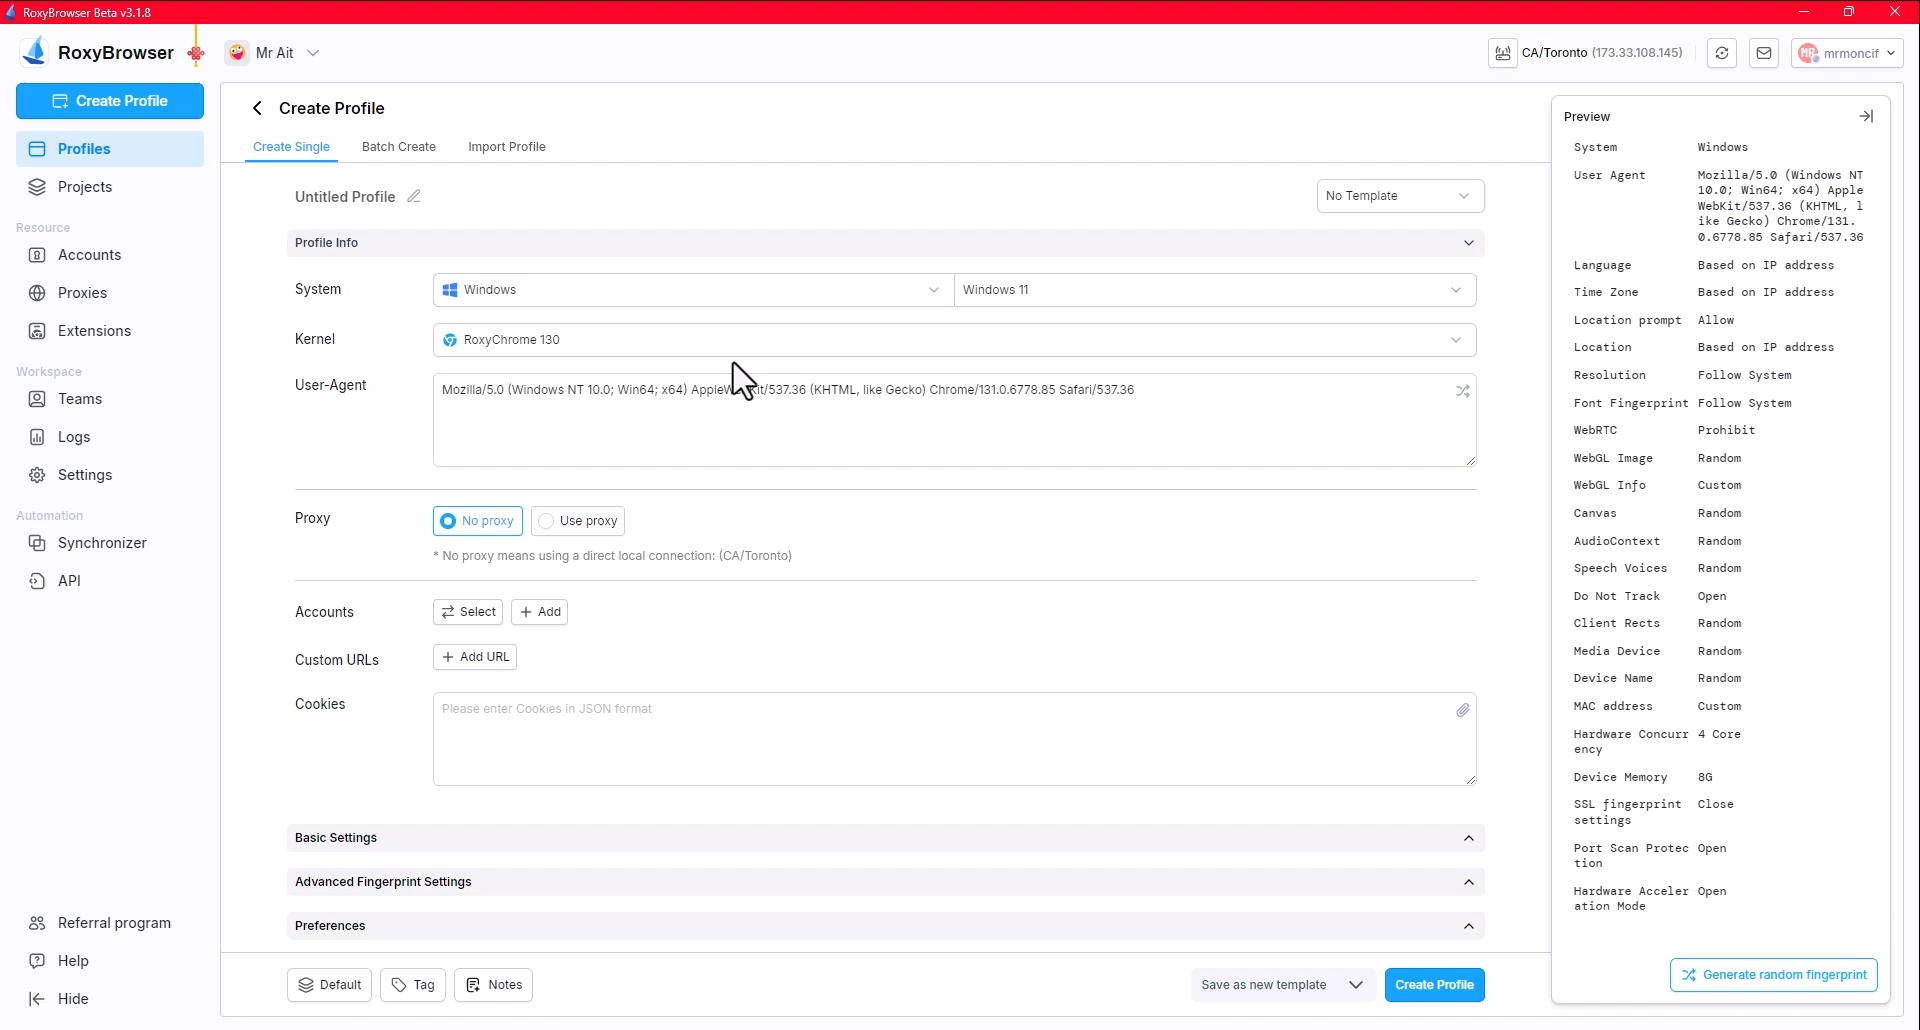 RoxyBrowser Beta v3.1.8
RoxyBrowser
Mr Ait
CA/Toronto (173.33.108.145)
MR
mrmoncif
Create Profile
Profiles
Projects
Resource
Accounts
Proxies
Extensions
Workspace
Teams
Logs
Settings
Automation
Synchronizer
API
Referral program
Help
Hide
Create Profile
Create Single
Batch Create
Import Profile
Untitled Profile
No Template
Profile Info
System
Windows
Windows 11
Kernel
RoxyChrome 130
User-Agent
Mozilla/5.0 (Windows NT 10.0; Win64; x64) AppleW it/537.36 (KHTML, like Gecko) Chrome/131.0.6778.85 Safari/537.36
Proxy
No proxy
Use proxy
* No proxy means using a direct local connection: (CA/Toronto)
Accounts
Select
Add
Custom URLs
Add URL
Cookies
Please enter Cookies in JSON format
Basic Settings
Advanced Fingerprint Settings
Preferences
Default
Tag
Notes
Save as new template
Create Profile
Preview
System Windows
User Agent Mozilla/5.0 (Windows NT
10.0; Win64; x64) Apple
WebKit/537.36 (KHTML, l
ike Gecko) Chrome/131.
0.6778.85 Safari/537.36
Language Based on IP address
Time Zone Based on IP address
Location prompt Allow
Location Based on IP address
Resolution Follow System
Font Fingerprint Follow System
WebRTC Prohibit
WebGL Image Random
WebGL Info Custom
Canvas Random
AudioContext Random
Speech Voices Random
Do Not Track Open
Client Rects Random
Media Device Random
Device Name Random
MAC address Custom
Hardware Concurr 4 Core
ency
Device Memory 8G
SSL fingerprint Close
settings
Port Scan Protec Open
tion
Hardware Acceler Open
ation Mode
Generate random fingerprint